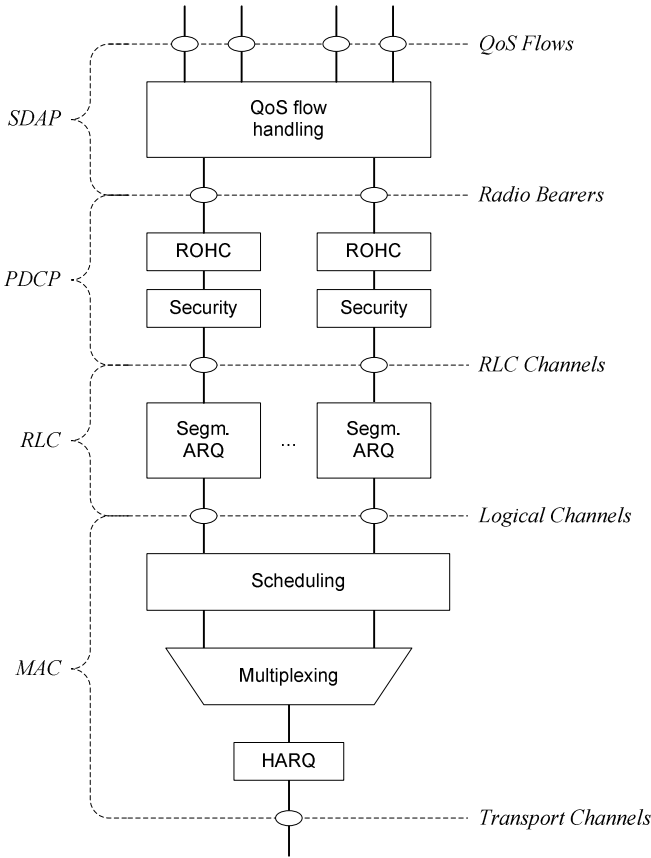 QoS Flows
QoS flow
handling
SDAP
Radio Bearers
ROHC
ROHC
PDCP
Security
Security
RLC Channels
Segm.
ARQ
...
Segm.
ARQ
RLC
Logical Channels
Scheduling
MAC
Multiplexing
HARQ
Transport Channels